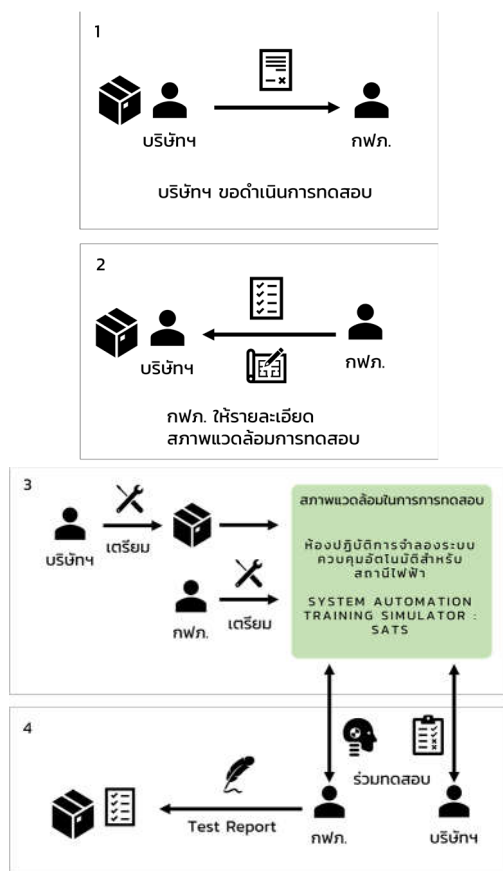 1
บริษัทฯ
กฟภ.
บริษัทฯ ขอดำเนินการทดสอบ
2
บริษัทฯ
กฟภ.
กฟภ. ให้รายละเอียด
สภาพแวดล้อมการทดสอบ
3
บริษัทฯ
เตรียม
กฟภ.
เตรียม
สภาพแวดล้อมในการการทดสอบ
ห้องปฏิบัติการจำลองระบบ
ควบคุมอัตโนมัติสำหรับ
สถานีไฟฟ้า
SYSTEM AUTOMATION
TRAINING SIMULATOR :
SATS
4
ร่วมทดสอบ
Test Report
กฟภ.
บริษัทฯ